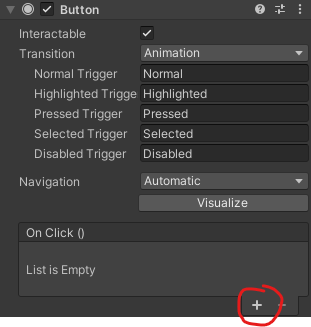 Button
Interactable
Transition Animation
Normal Trigger Normal
Highlighted Trigge Highlighted
Pressed Trigger Pressed
Selected Trigger Selected
Disabled Trigger Disabled
Navigation Automatic
Visualize
On Click ()
List is Empty
+ −